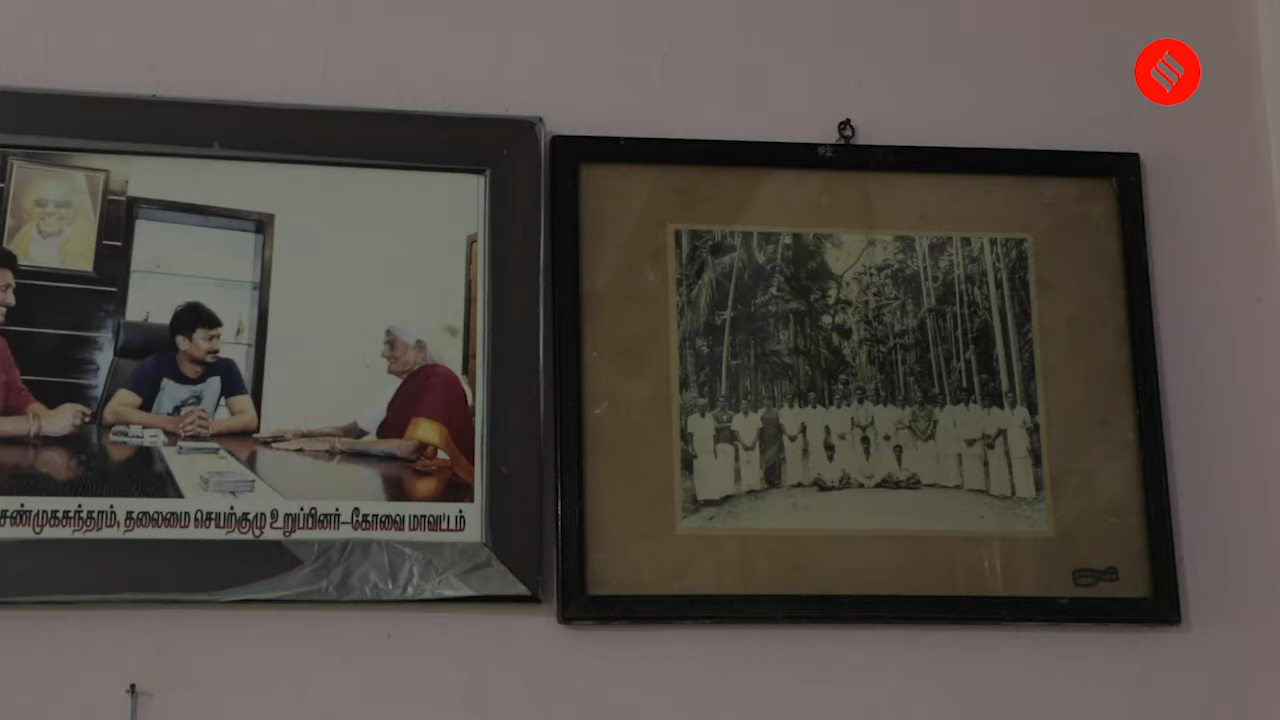 சண்முகசுந்தரம், தலைமை செயற்குழு உறுப்பினர்–கோவை மாவட்டம்